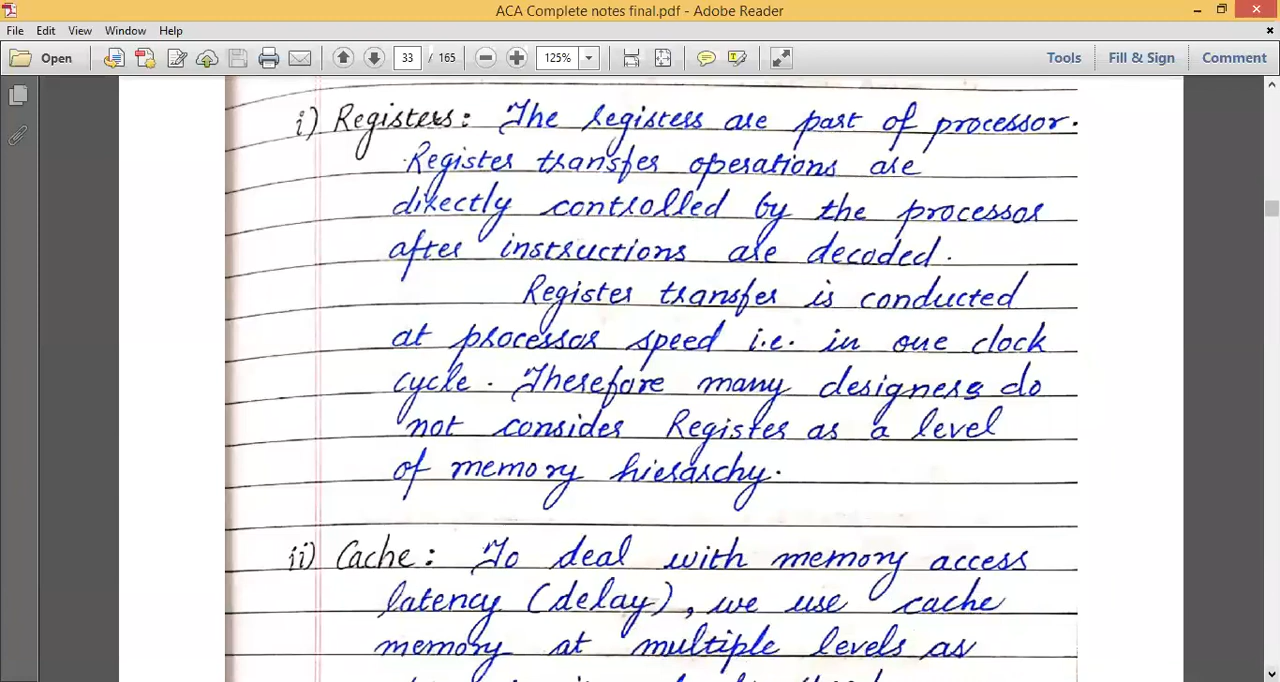 ACA Complete notes final.pdf - Adobe Reader
File Edit View Window Help
Open 33 / 165 125% Tools Fill & Sign Comment
i) Registers: The registers are part of processor.
Register transfer operations are
directly controlled by the processor
after instructions are decoded.
Register transfer is conducted
at processor speed i.e. in one clock
cycle. Therefore many designers do
not consider Register as a level
of memory hierarchy.
ii) Cache: To deal with memory access
latency (delay), we use cache
memory at multiple levels as